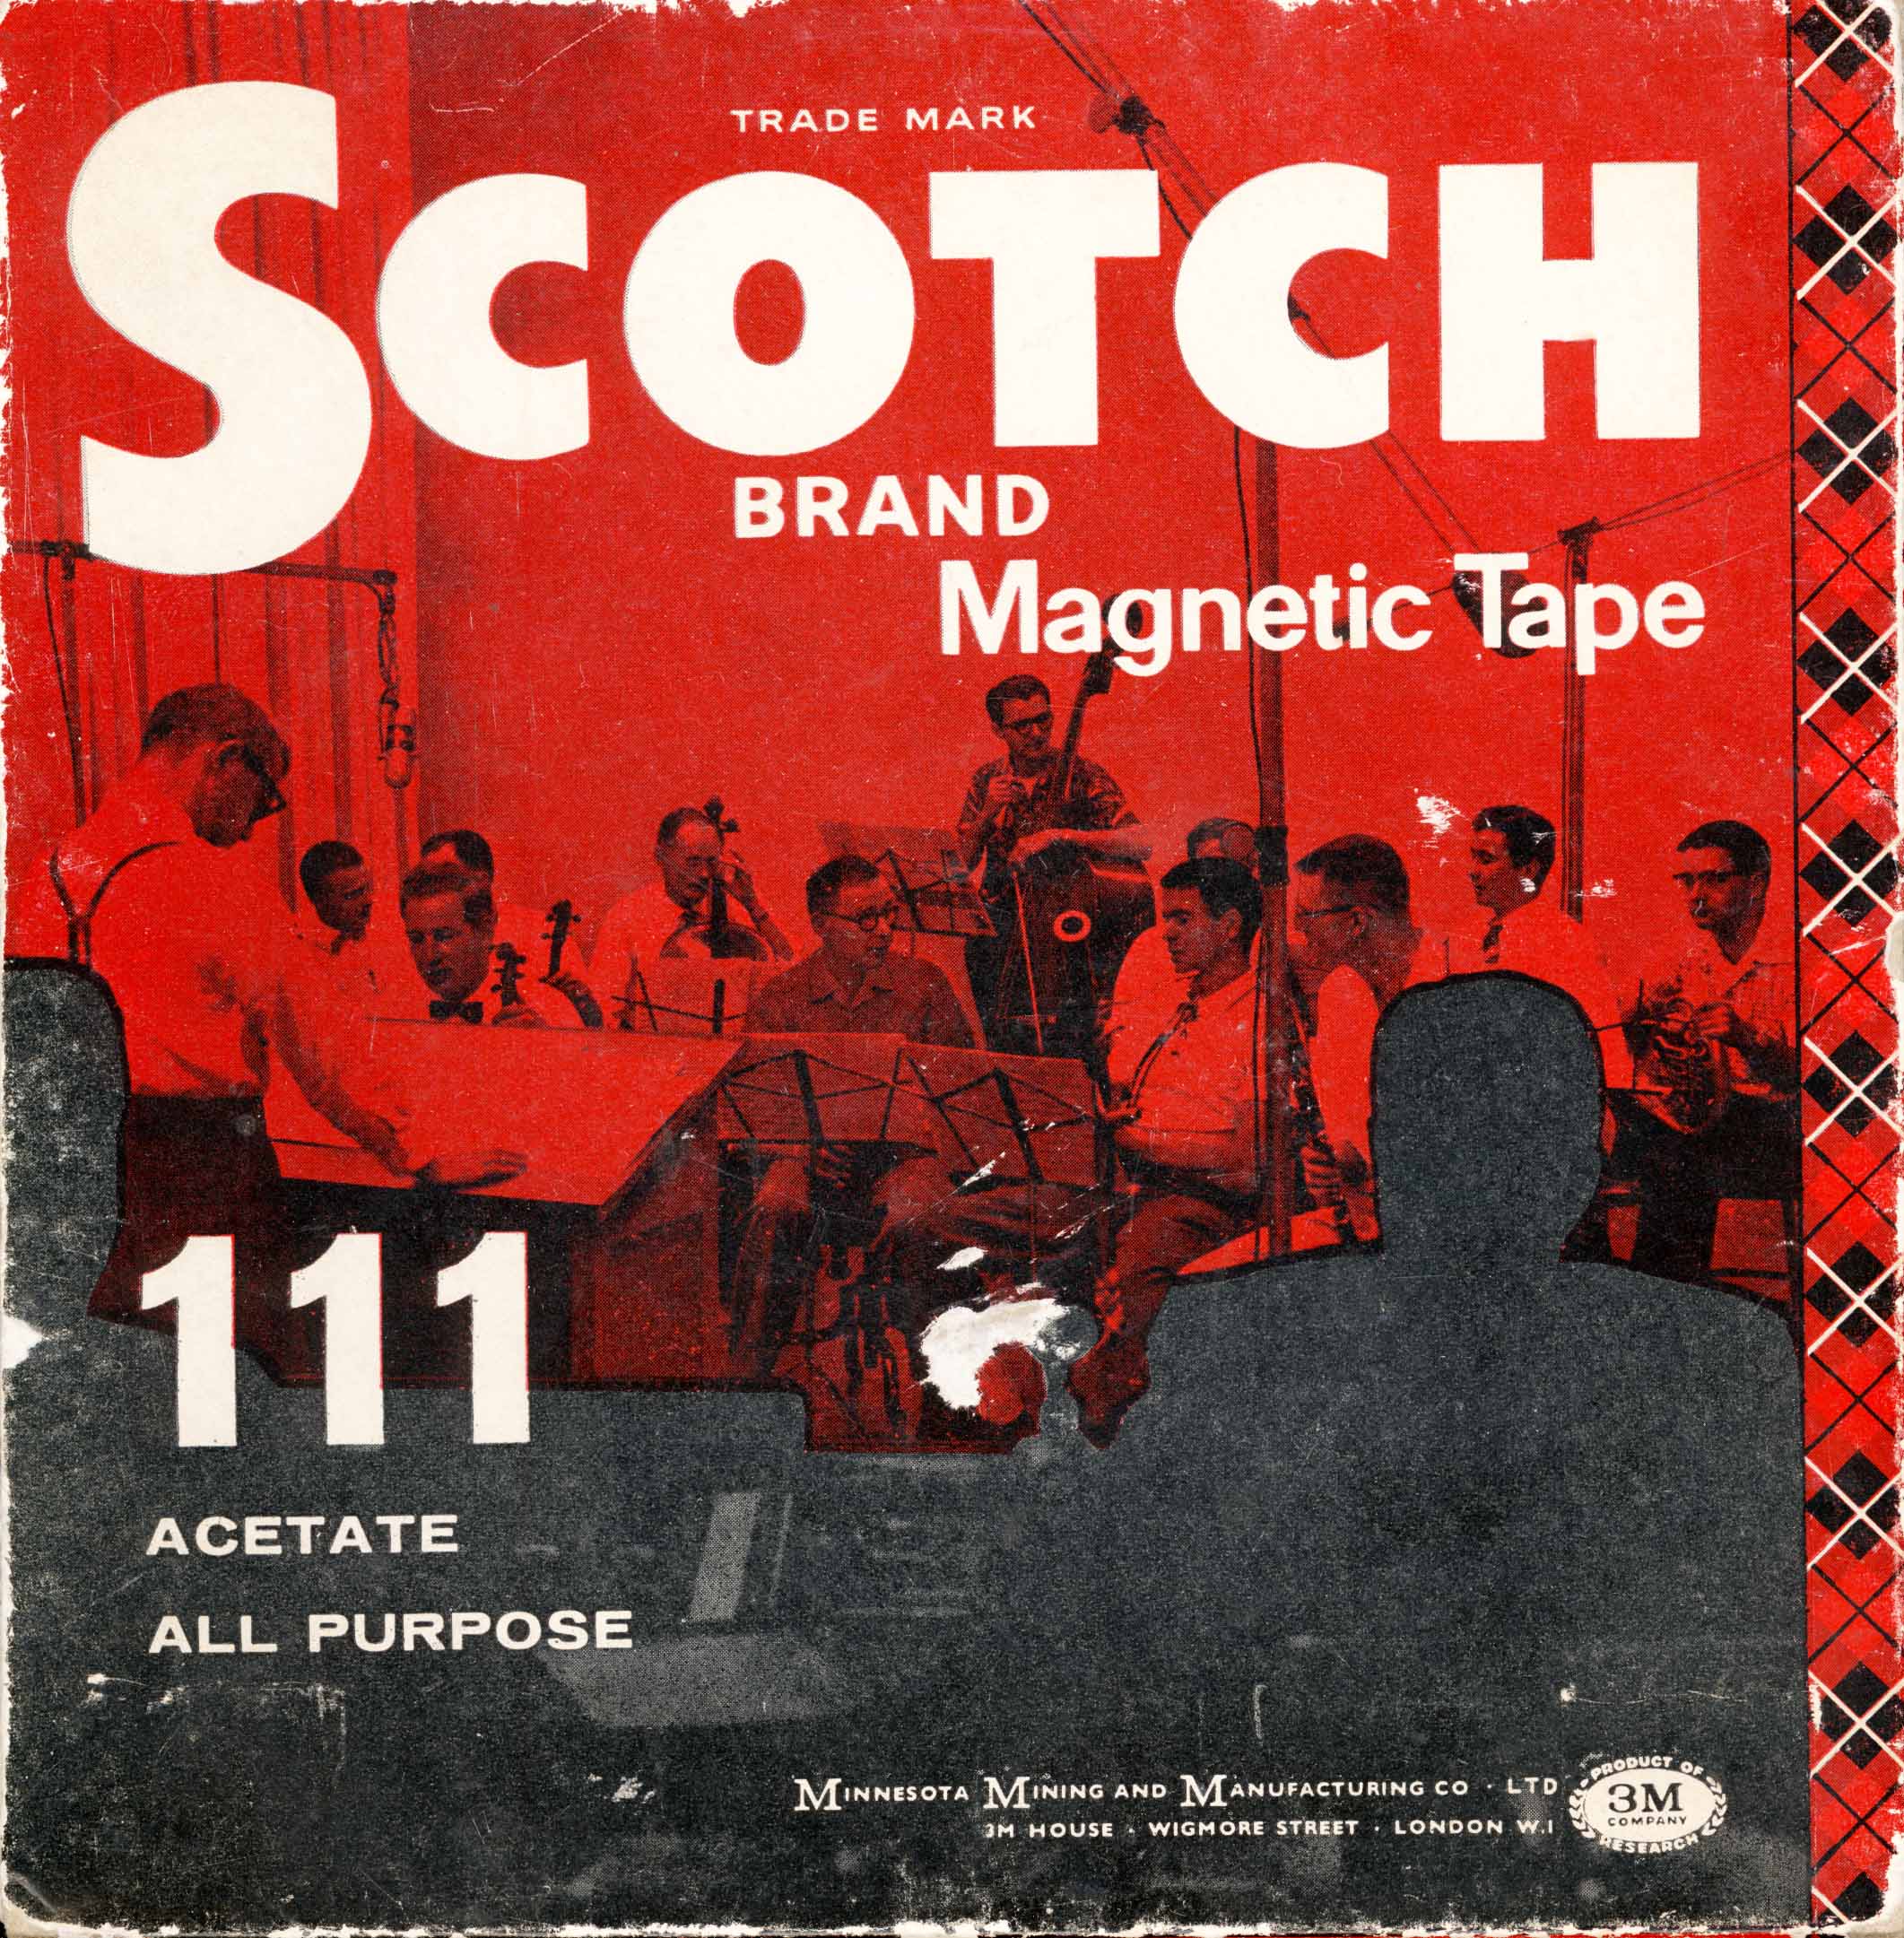 TRADE MARK
SCOTCH
BRAND
Magnetic Tape
111
ACETATE
ALL PURPOSE
MINNESOTA MINING AND MANUFACTURING CO · LTD
3M HOUSE · WIGMORE STREET · LONDON W.1
PRODUCT OF
3M
COMPANY
RESEARCH